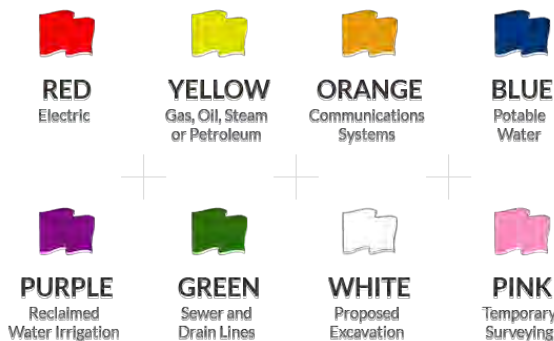 RED
Electric
YELLOW
Gas, Oil, Steam
or Petroleum
ORANGE
Communications
Systems
BLUE
Potable
Water
PURPLE
Reclaimed
Water Irrigation
GREEN
Sewer and
Drain Lines
WHITE
Proposed
Excavation
PINK
Temporary
Surveying